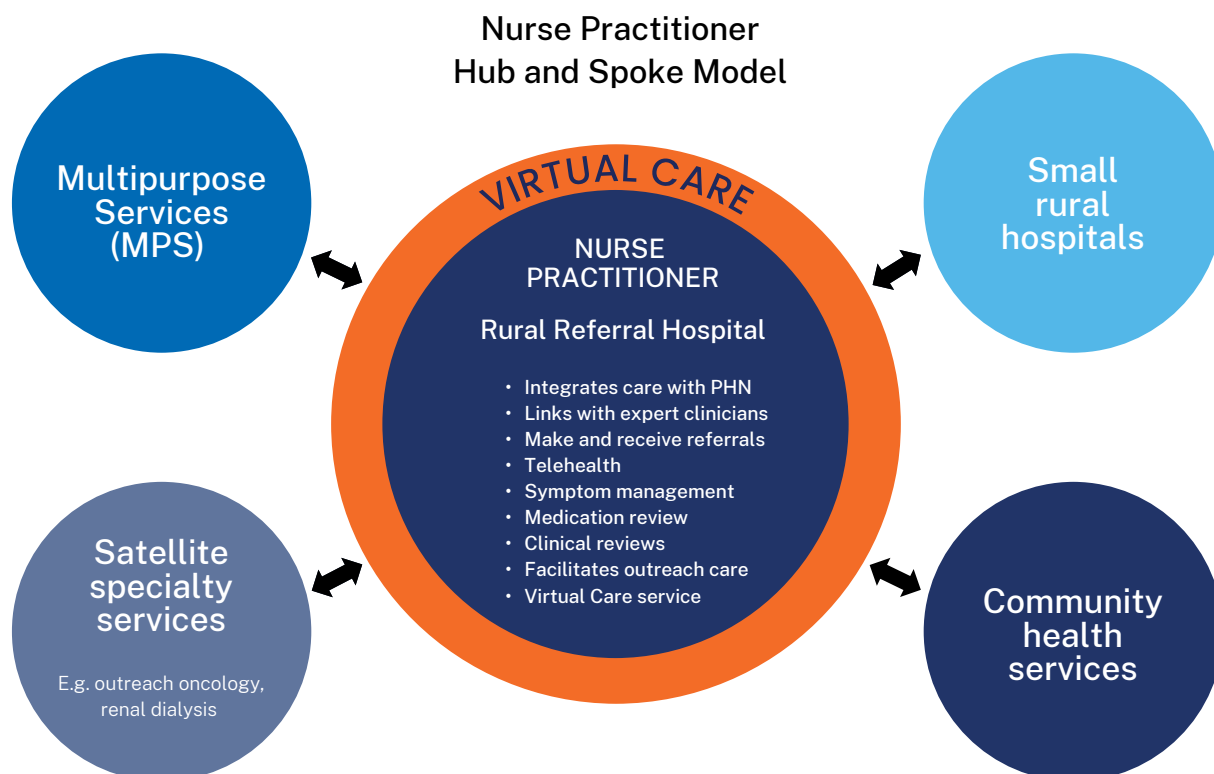 Nurse Practitioner
Hub and Spoke Model
Multipurpose
Services
(MPS)
Small
rural
hospitals
VIRTUAL CARE
NURSE
PRACTITIONER
Rural Referral Hospital
• Integrates care with PHN
• Links with expert clinicians
• Make and receive referrals
• Telehealth
• Symptom management
• Medication review
• Clinical reviews
• Facilitates outreach care
• Virtual Care service
Satellite
specialty
services
E.g. outreach oncology,
renal dialysis
Community
health
services